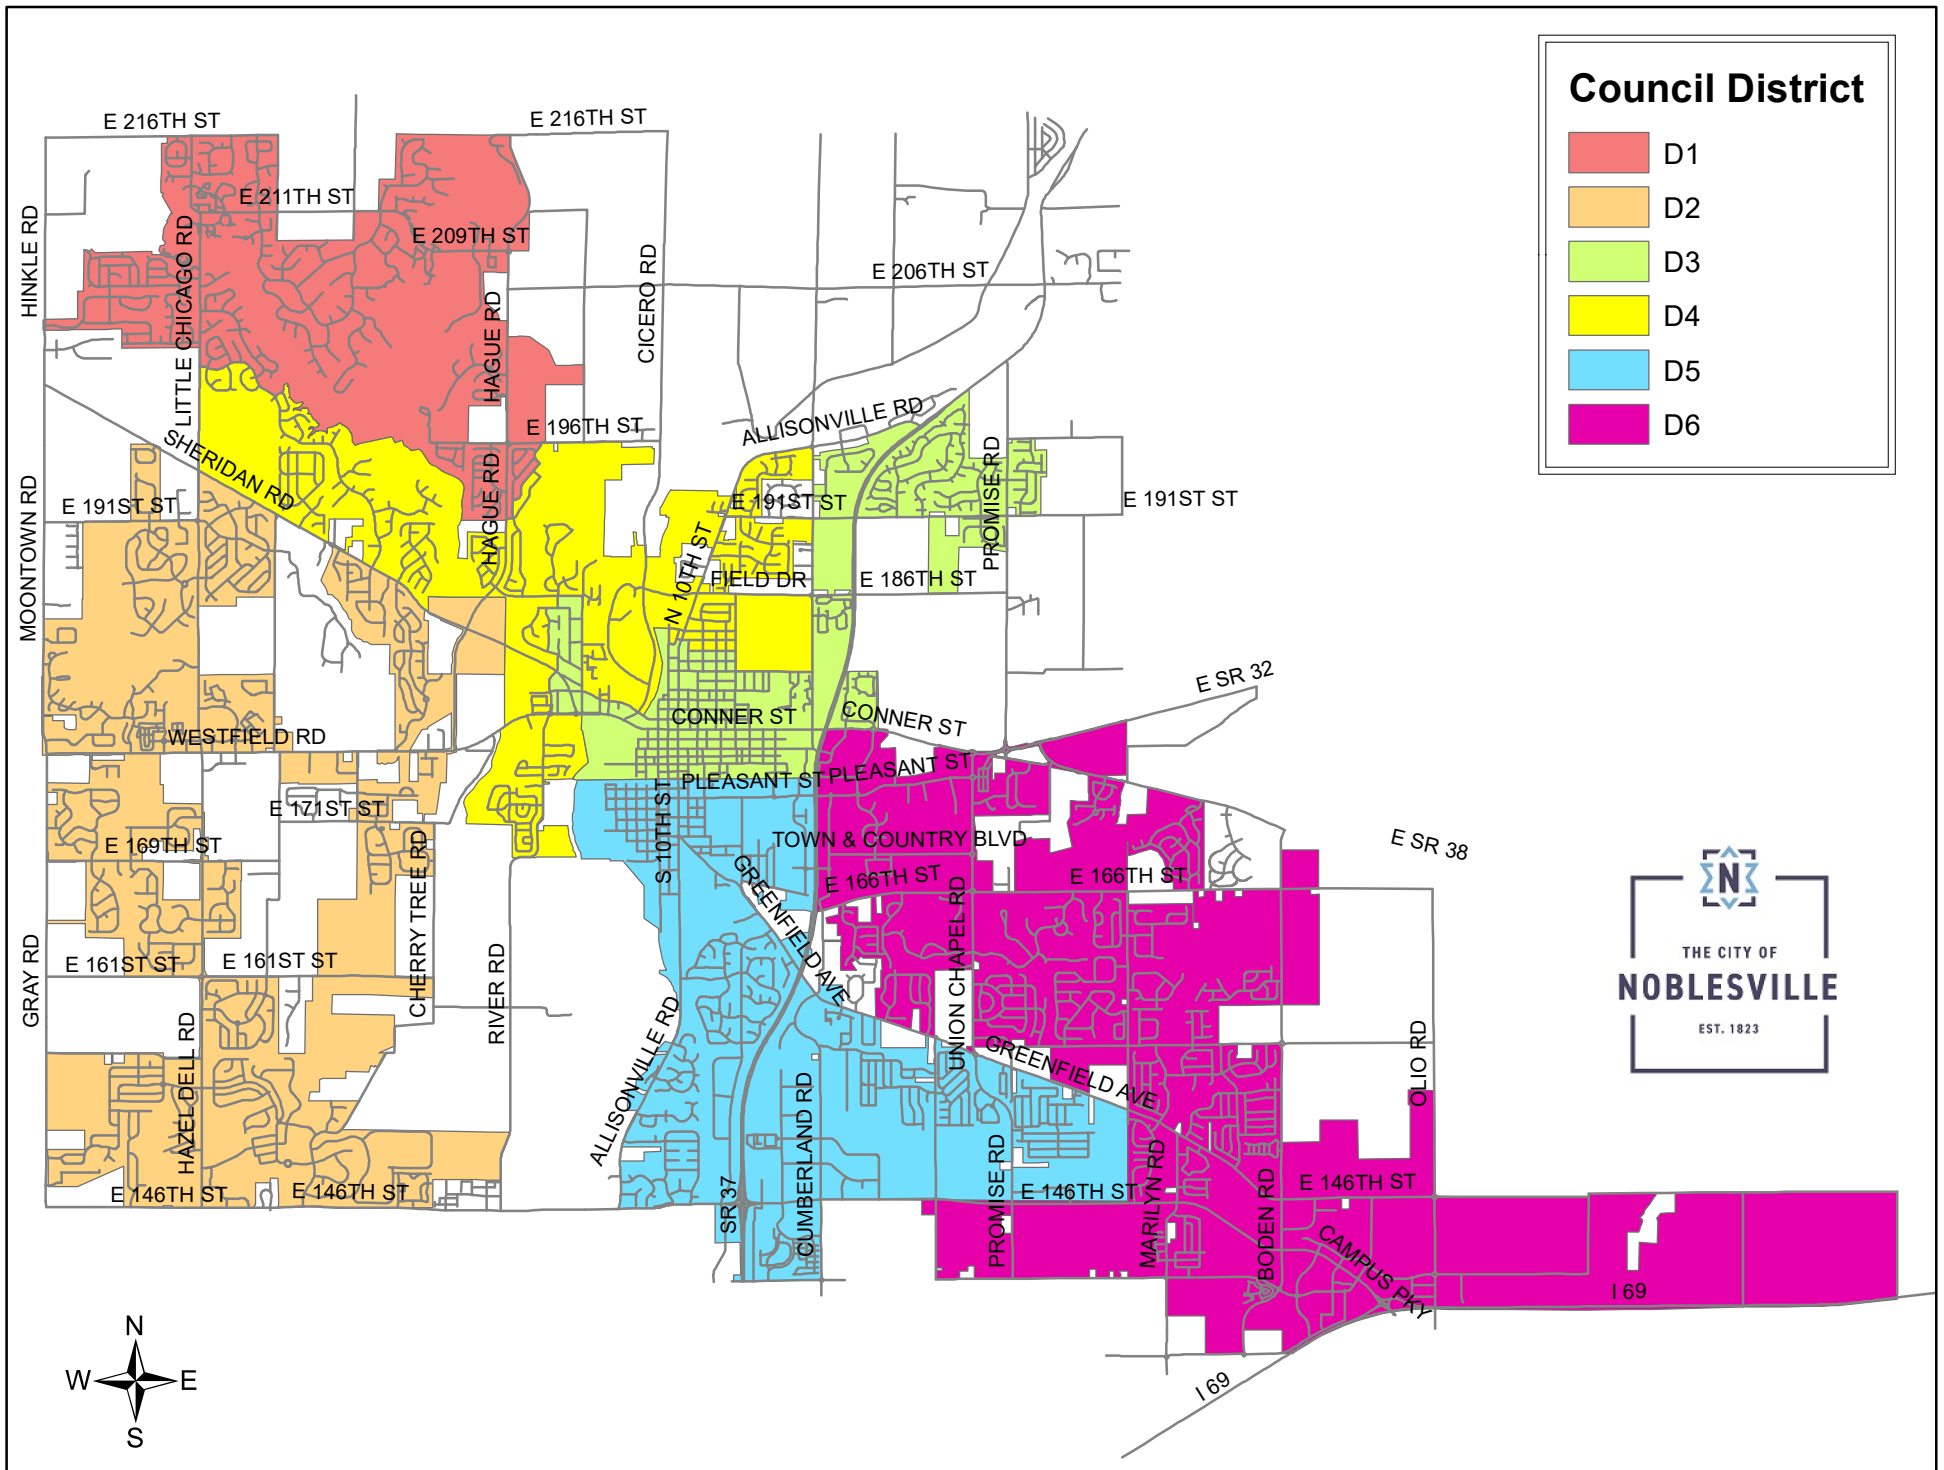 Council District
D1
D2
D3
D4
D5
D6
E 216TH ST
E 216TH ST
E 211TH ST
E 209TH ST
HINKLE RD
LITTLE CHICAGO RD
HAGUE RD
CICERO RD
E 206TH ST
E 196TH ST
ALLISONVILLE RD
SHERIDAN RD
HAGUE RD
PROMISE RD
MOONTOWN RD
E 191ST ST
E 191ST ST
E 191ST ST
N 10TH ST
FIELD DR
E 186TH ST
E SR 32
CONNER ST
CONNER ST
WESTFIELD RD
PLEASANT ST
PLEASANT ST
E 171ST ST
S 10TH ST
TOWN & COUNTRY BLVD
E 169TH ST
CHERRY TREE RD
E SR 38
GREENFIELD AVE
E 166TH ST
E 166TH ST
UNION CHAPEL RD
GRAY RD
E 161ST ST
E 161ST ST
RIVER RD
ALLISONVILLE RD
HAZEL DELL RD
GREENFIELD AVE
OLIO RD
CUMBERLAND RD
PROMISE RD
MARILYN RD
BODEN RD
SR 37
E 146TH ST
E 146TH ST
E 146TH ST
E 146TH ST
CAMPUS PKY
I 69
I 69
N
THE CITY OF
NOBLESVILLE
EST. 1823
N
W
E
S